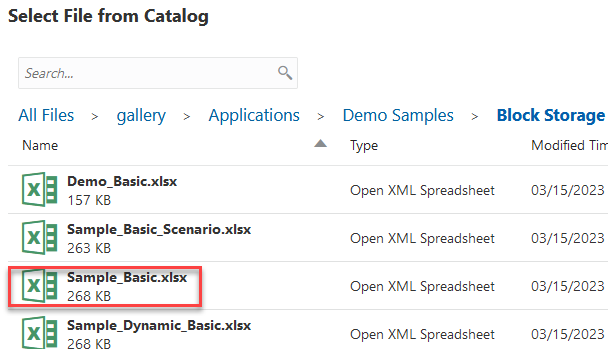 Select File from Catalog
Search...
All Files > gallery > Applications > Demo Samples > Block Storage
Name Type Modified Tim
Demo_Basic.xlsx
157 KB
Open XML Spreadsheet 03/15/2023
Sample_Basic_Scenario.xlsx
263 KB
Open XML Spreadsheet 03/15/2023
Sample_Basic.xlsx
268 KB
Open XML Spreadsheet 03/15/2023
Sample_Dynamic_Basic.xlsx
268 KB
Open XML Spreadsheet 03/15/2023